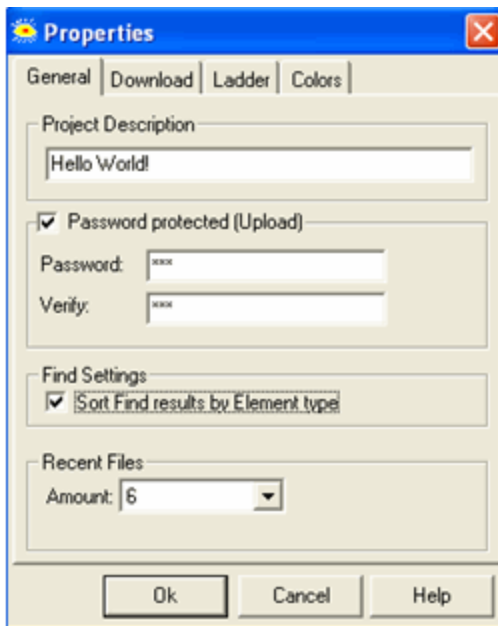 Properties
General Download Ladder Colors
Project Description
Hello World!
Password protected (Upload)
Password: ***
Verify: ***
Find Settings
Sort Find results by Element type
Recent Files
Amount: 6
Ok Cancel Help